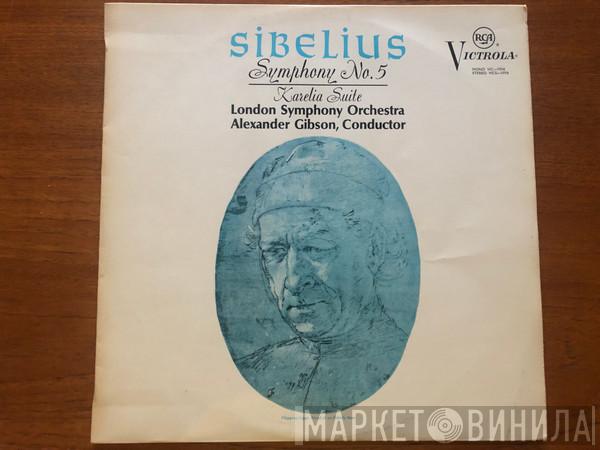 SIBELIUS
Symphony No. 5
Karelia Suite
London Symphony Orchestra
Alexander Gibson, Conductor
RCA
VICTROLA
МАРКЕТ ВИНИЛА